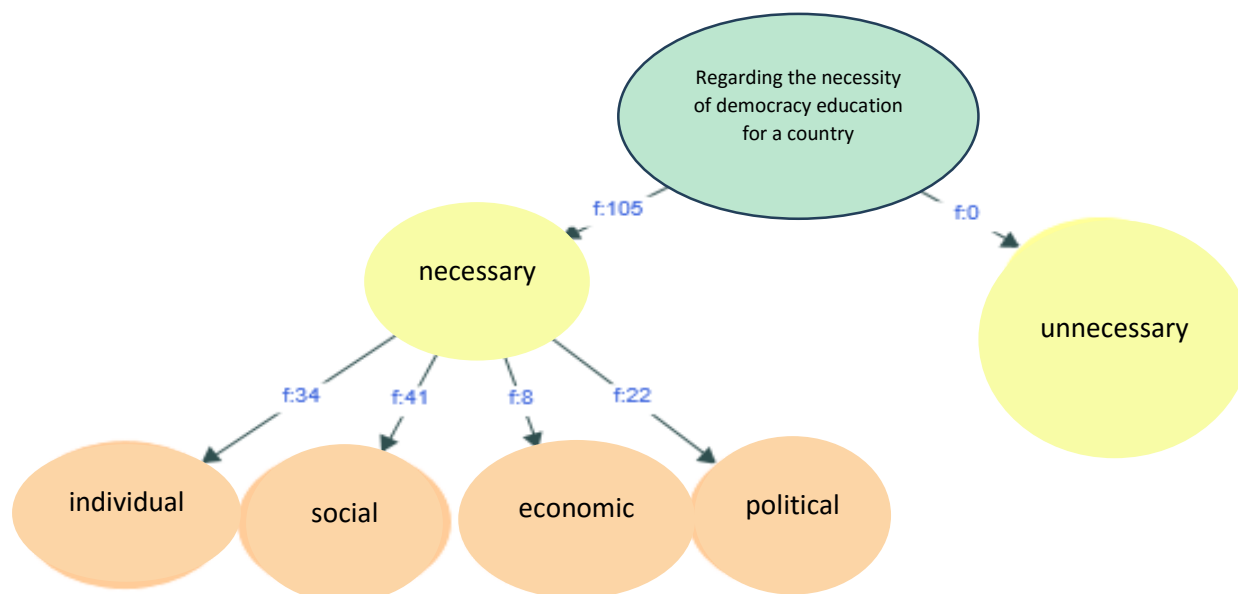 Regarding the necessity
of democracy education
for a country
f:105
f:0
necessary
unnecessary
f:34
f:41
f:8
f:22
individual
social
economic
political